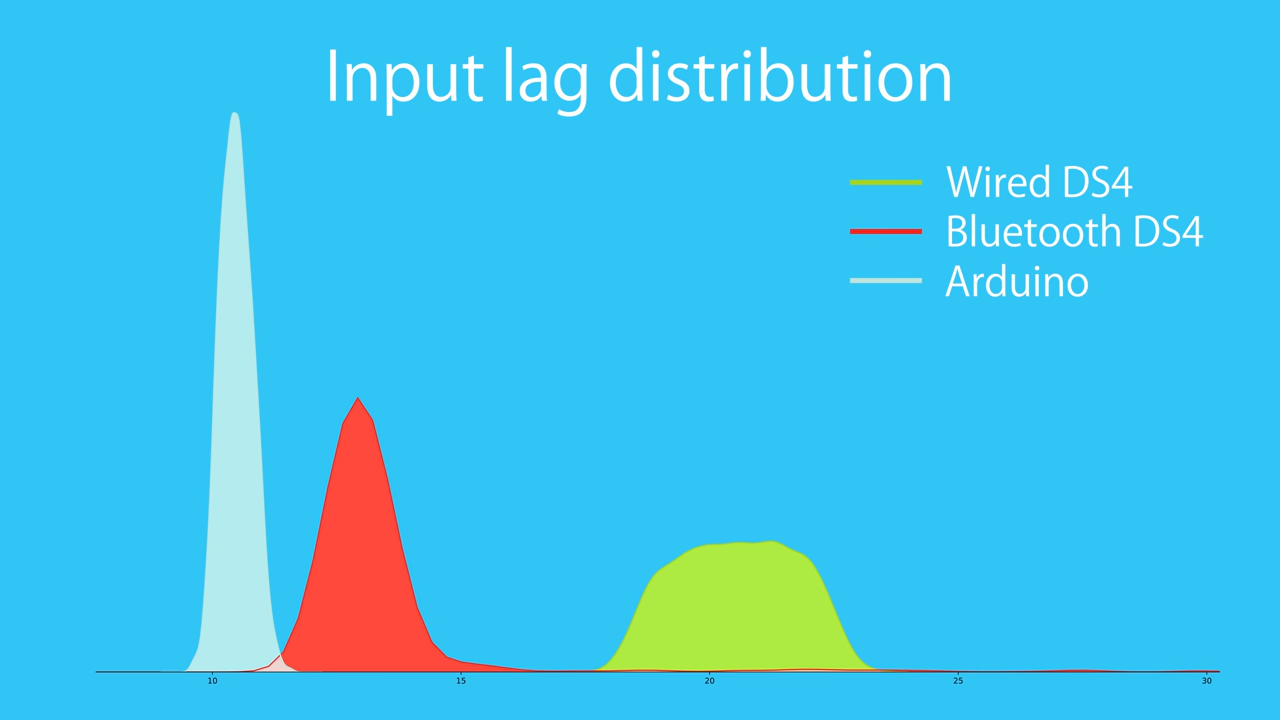 Input lag distribution
Wired DS4
Bluetooth DS4
Arduino
10 15 20 25 30